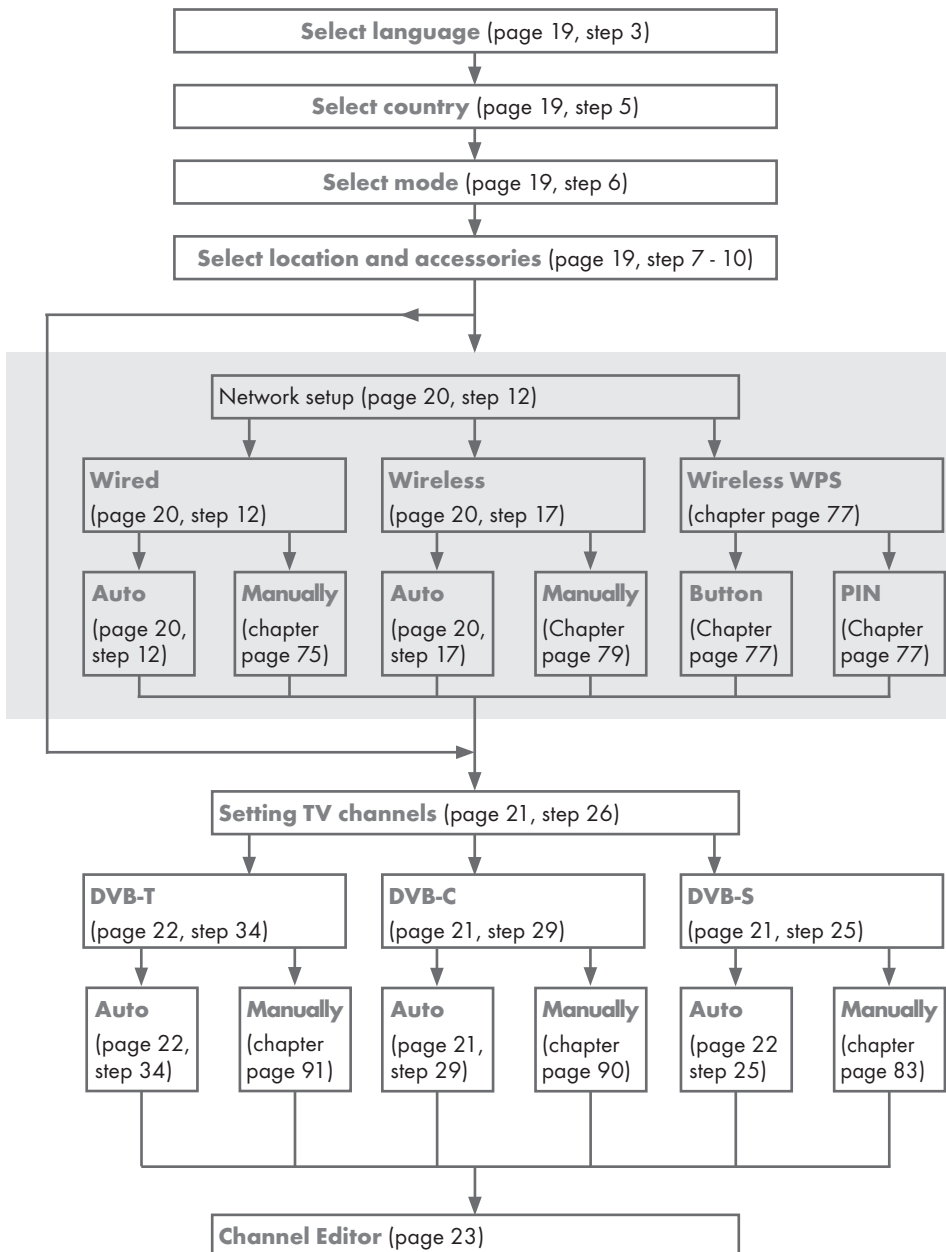 Select language (page 19, step 3)
Select country (page 19, step 5)
Select mode (page 19, step 6)
Select location and accessories (page 19, step 7 - 10)
Network setup (page 20, step 12)
Wired
(page 20, step 12)
Wireless
(page 20, step 17)
Wireless WPS
(chapter page 77)
Auto
(page 20,
step 12)
Manually
(chapter
page 75)
Auto
(page 20,
step 17)
Manually
(Chapter
page 79)
Button
(Chapter
page 77)
PIN
(Chapter
page 77)
Setting TV channels (page 21, step 26)
DVB-T
(page 22, step 34)
DVB-C
(page 21, step 29)
DVB-S
(page 21, step 25)
Auto
(page 22,
step 34)
Manually
(chapter
page 91)
Auto
(page 21,
step 29)
Manually
(chapter
page 90)
Auto
(page 22
step 25)
Manually
(chapter
page 83)
Channel Editor (page 23)